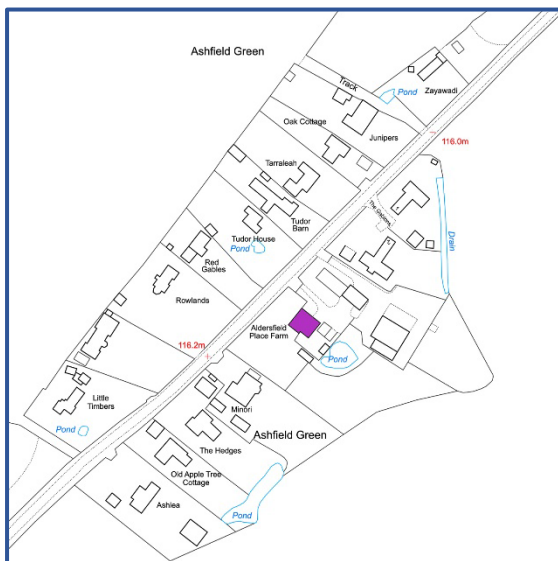 Ashfield Green
Track
Pond
Zayawadi
Oak Cottage
Junipers
116.0m
Tarraleah
Tudor
Barn
Tudor House
Pond
Drain
Red
Gables
Rowlands
Aldersfield
Place Farm
116.2m
Pond
Little
Timbers
Minori
Pond
Ashfield Green
The Hedges
Old Apple Tree
Cottage
Ashlea
Pond